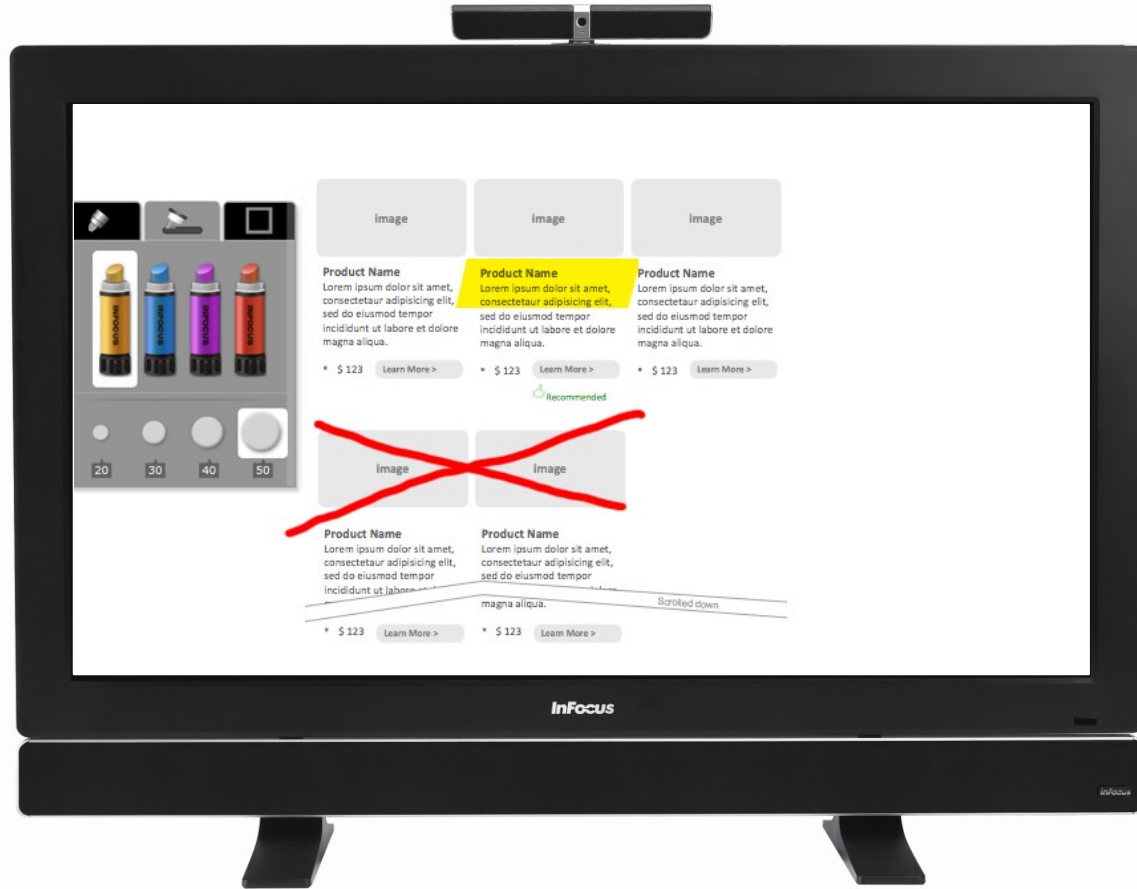 image
image
image
Product Name
Lorem ipsum dolor sit amet,
consectetaur adipisicing elit,
sed do eiusmod tempor
incididunt ut labore et dolore
magna aliqua.
* $ 123 Learn More >
Product Name
Lorem ipsum dolor sit amet,
consectetaur adipisicing elit,
sed do eiusmod tempor
incididunt ut labore et dolore
magna aliqua.
* $ 123 Learn More >
Recommended
Product Name
Lorem ipsum dolor sit amet,
consectetaur adipisicing elit,
sed do eiusmod tempor
incididunt ut labore et dolore
magna aliqua.
* $ 123 Learn More >
INFOCUS
INFOCUS
INFOCUS
INFOCUS
20 30 40 50
image
image
Product Name
Lorem ipsum dolor sit amet,
consectetaur adipisicing elit,
sed do eiusmod tempor
incididunt ut labore et
* $ 123 Learn More >
Product Name
Lorem ipsum dolor sit amet,
consectetaur adipisicing elit,
sed do eiusmod tempor
magna aliqua.
* $ 123 Learn More >
Scrolled down
InFocus
InFocus